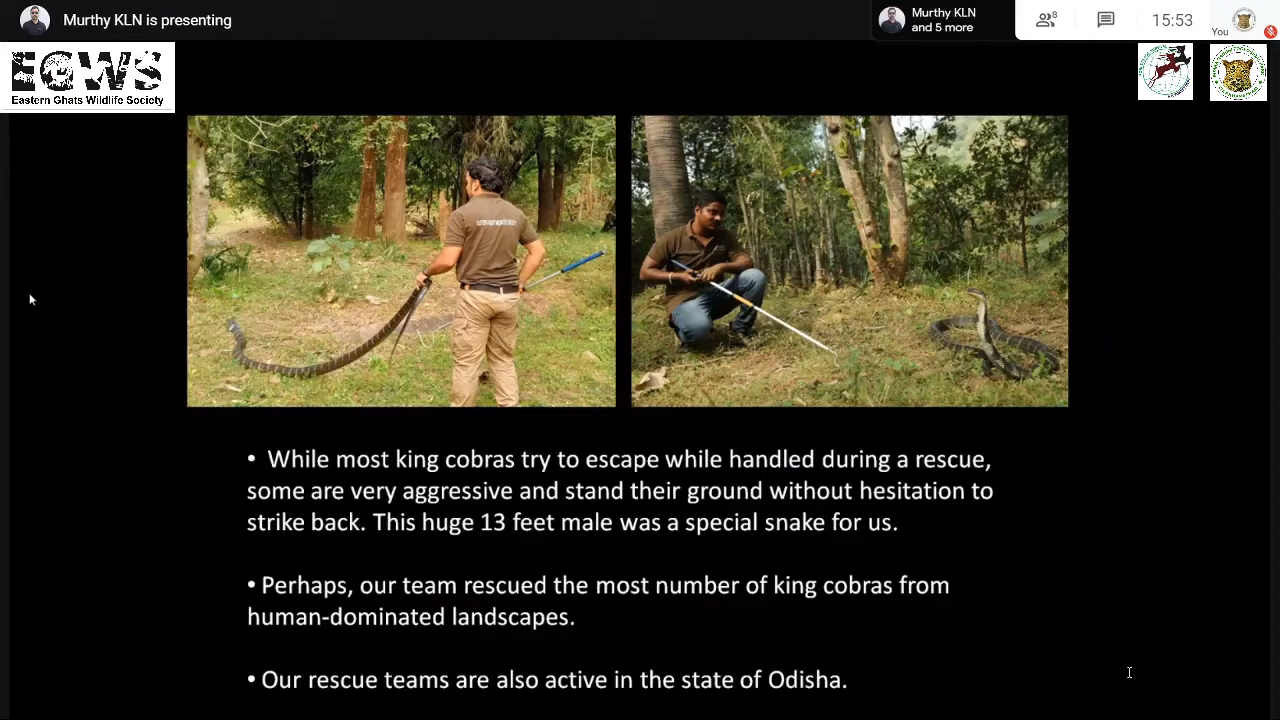 Murthy KLN is presenting
Murthy KLN
and 5 more
8
15:53
You
EGWS
Eastern Ghats Wildlife Society
• While most king cobras try to escape while handled during a rescue,
some are very aggressive and stand their ground without hesitation to
strike back. This huge 13 feet male was a special snake for us.
• Perhaps, our team rescued the most number of king cobras from
human-dominated landscapes.
• Our rescue teams are also active in the state of Odisha.